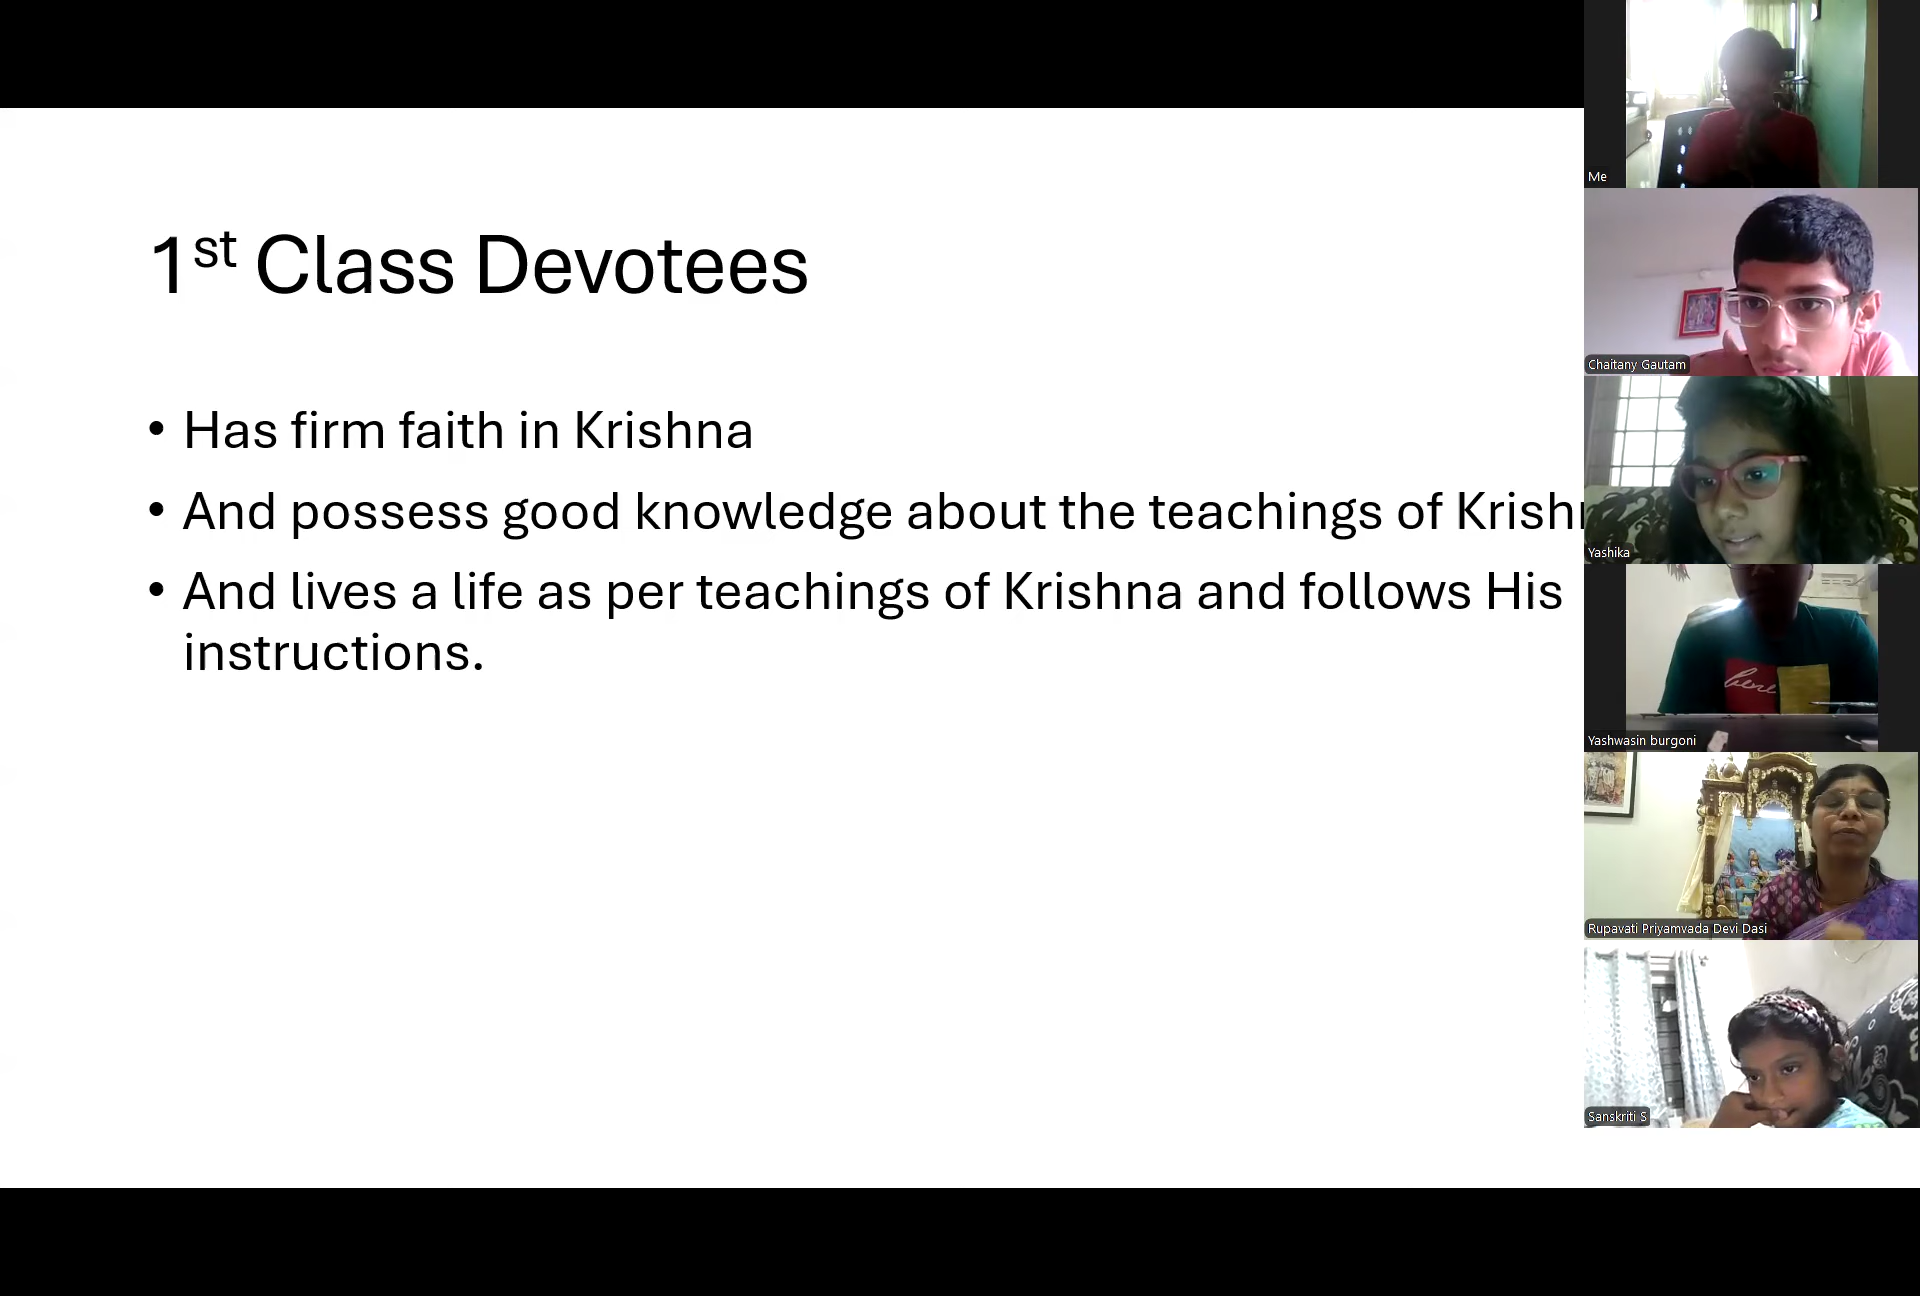 1st Class Devotees
• Has firm faith in Krishna
• And possess good knowledge about the teachings of
• And lives a life as per teachings of Krishna and follows His
instructions.
Me
Chaitany Gautam
Yashika
Yashwasin burgoni
Rupavati Priyamvada Devi Dasi
Sanskriti S